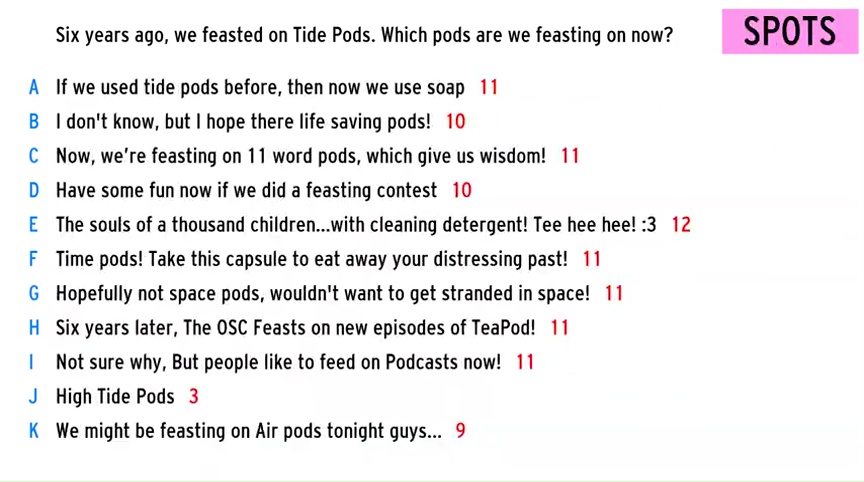 Six years ago, we feasted on Tide Pods. Which pods are we feasting on now?
SPOTS
A If we used tide pods before, then now we use soap 11
B I don't know, but I hope there life saving pods! 10
C Now, we're feasting on 11 word pods, which give us wisdom! 11
D Have some fun now if we did a feasting contest 10
E The souls of a thousand children...with cleaning detergent! Tee hee hee! :3 12
F Time pods! Take this capsule to eat away your distressing past! 11
G Hopefully not space pods, wouldn't want to get stranded in space! 11
H Six years later, The OSC Feasts on new episodes of TeaPod! 11
I Not sure why, But people like to feed on Podcasts now! 11
J High Tide Pods 3
K We might be feasting on Air pods tonight guys... 9